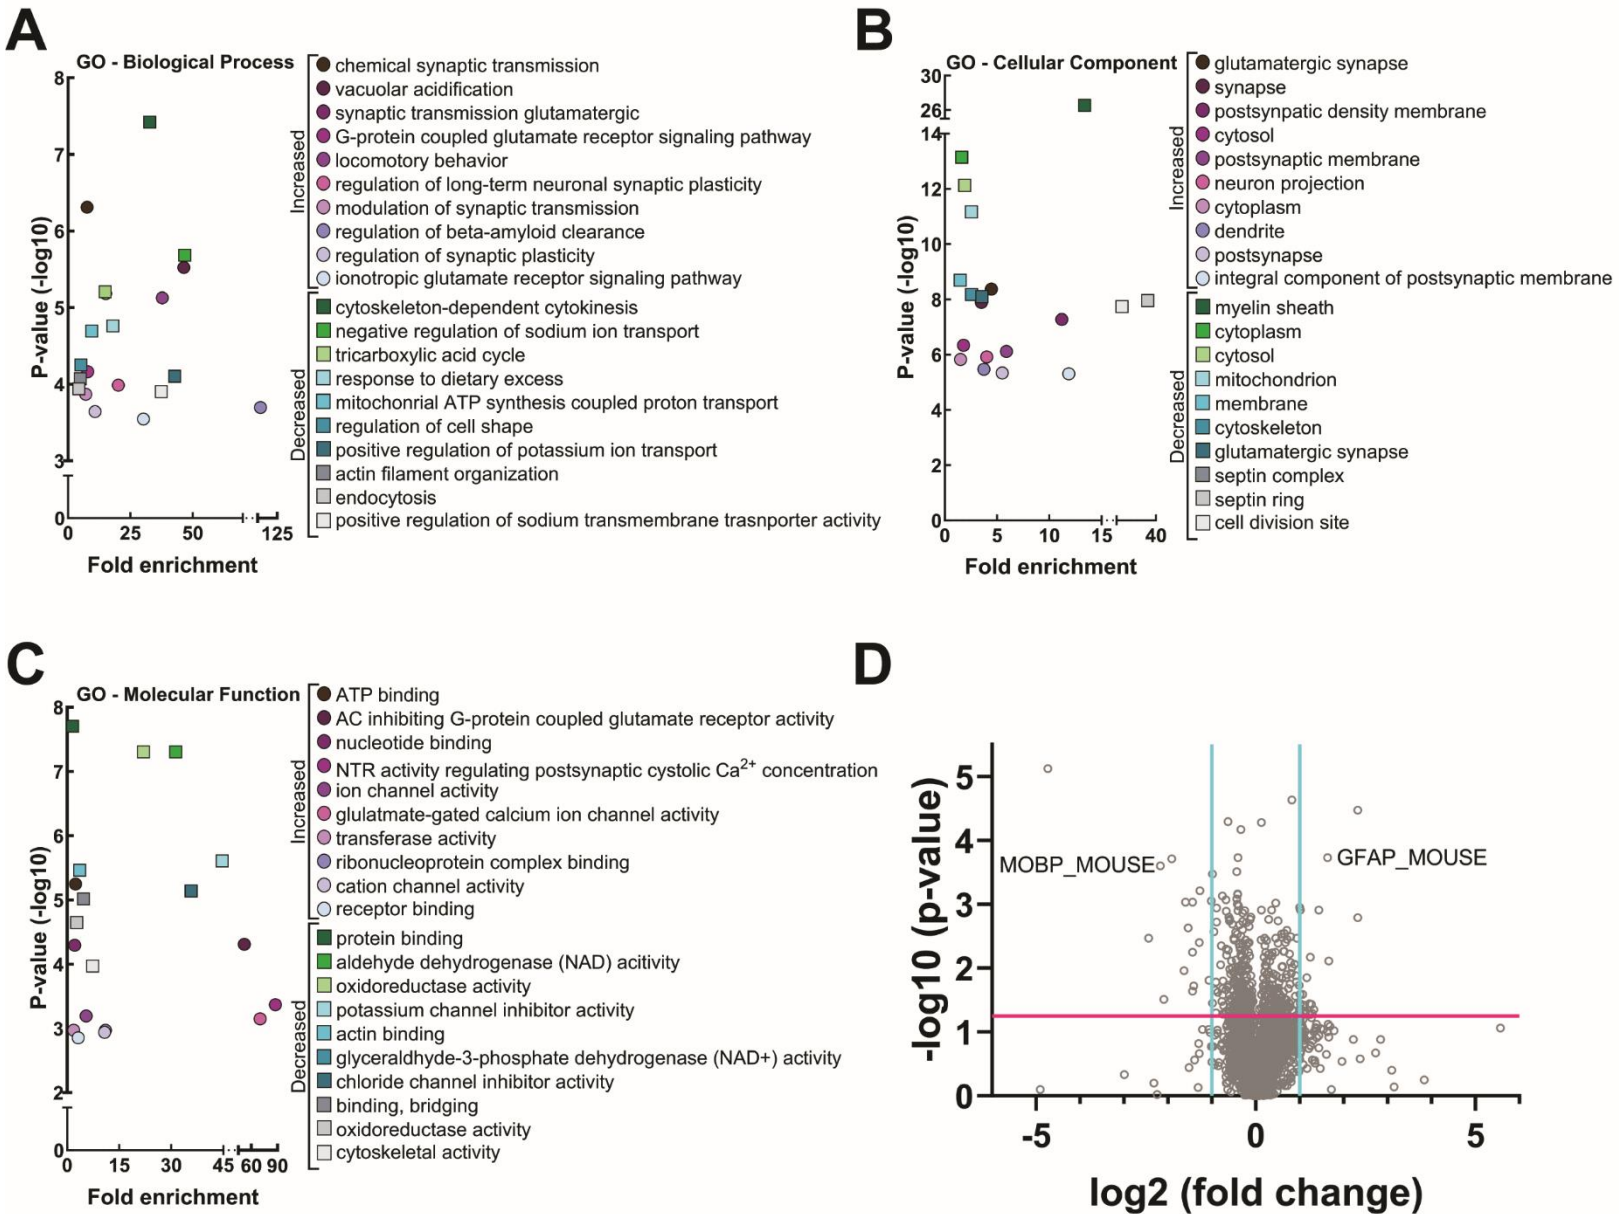 A
GO - Biological Process
P-value (-log10)
8
7
6
5
4
3
0
0 25 50 125
Fold enrichment
Increased
chemical synaptic transmission
vacuolar acidification
synaptic transmission glutamatergic
G-protein coupled glutamate receptor signaling pathway
locomotory behavior
regulation of long-term neuronal synaptic plasticity
modulation of synaptic transmission
regulation of beta-amyloid clearance
regulation of synaptic plasticity
ionotropic glutamate receptor signaling pathway
Decreased
cytoskeleton-dependent cytokinesis
negative regulation of sodium ion transport
tricarboxylic acid cycle
response to dietary excess
mitochonrial ATP synthesis coupled proton transport
regulation of cell shape
positive regulation of potassium ion transport
actin filament organization
endocytosis
positive regulation of sodium transmembrane trasnporter activity
B
GO - Cellular Component
P-value (-log10)
30
26
14
12
10
8
6
4
2
0
0 5 10 15 40
Fold enrichment
Increased
glutamatergic synapse
synapse
postsynpatic density membrane
cytosol
postsynaptic membrane
neuron projection
cytoplasm
dendrite
postsynapse
integral component of postsynaptic membrane
Decreased
myelin sheath
cytoplasm
cytosol
mitochondrion
membrane
cytoskeleton
glutamatergic synapse
septin complex
septin ring
cell division site
C
GO - Molecular Function
P-value (-log10)
8
7
6
5
4
3
2
0
0 15 30 45 60 90
Fold enrichment
Increased
ATP binding
AC inhibiting G-protein coupled glutamate receptor activity
nucleotide binding
NTR activity regulating postsynaptic cystolic Ca2+ concentration
ion channel activity
glulatmate-gated calcium ion channel activity
transferase activity
ribonucleoprotein complex binding
cation channel activity
receptor binding
Decreased
protein binding
aldehyde dehydrogenase (NAD) acitivity
oxidoreductase activity
potassium channel inhibitor activity
actin binding
glyceraldhyde-3-phosphate dehydrogenase (NAD+) activity
chloride channel inhibitor activity
binding, bridging
oxidoreductase activity
cytoskeletal activity
D
-log10 (p-value)
5
4
3
2
1
0
MOBP_MOUSE
GFAP_MOUSE
-5 0 5
log2 (fold change)